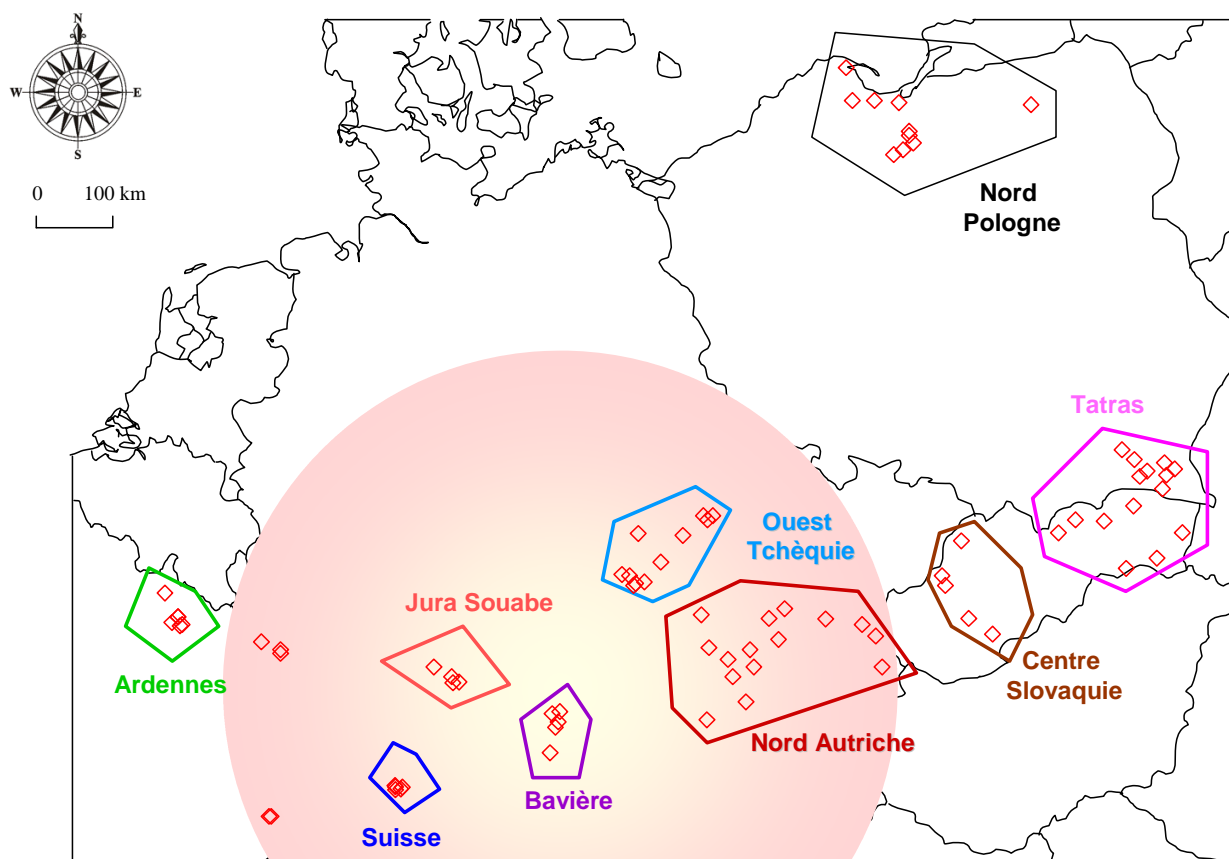 N
W
E
S
0 100 km
Nord
Pologne
Tatras
Ouest
Tchèquie
Jura Souabe
Ardennes
Centre
Slovaquie
Nord Autriche
Bavière
Suisse